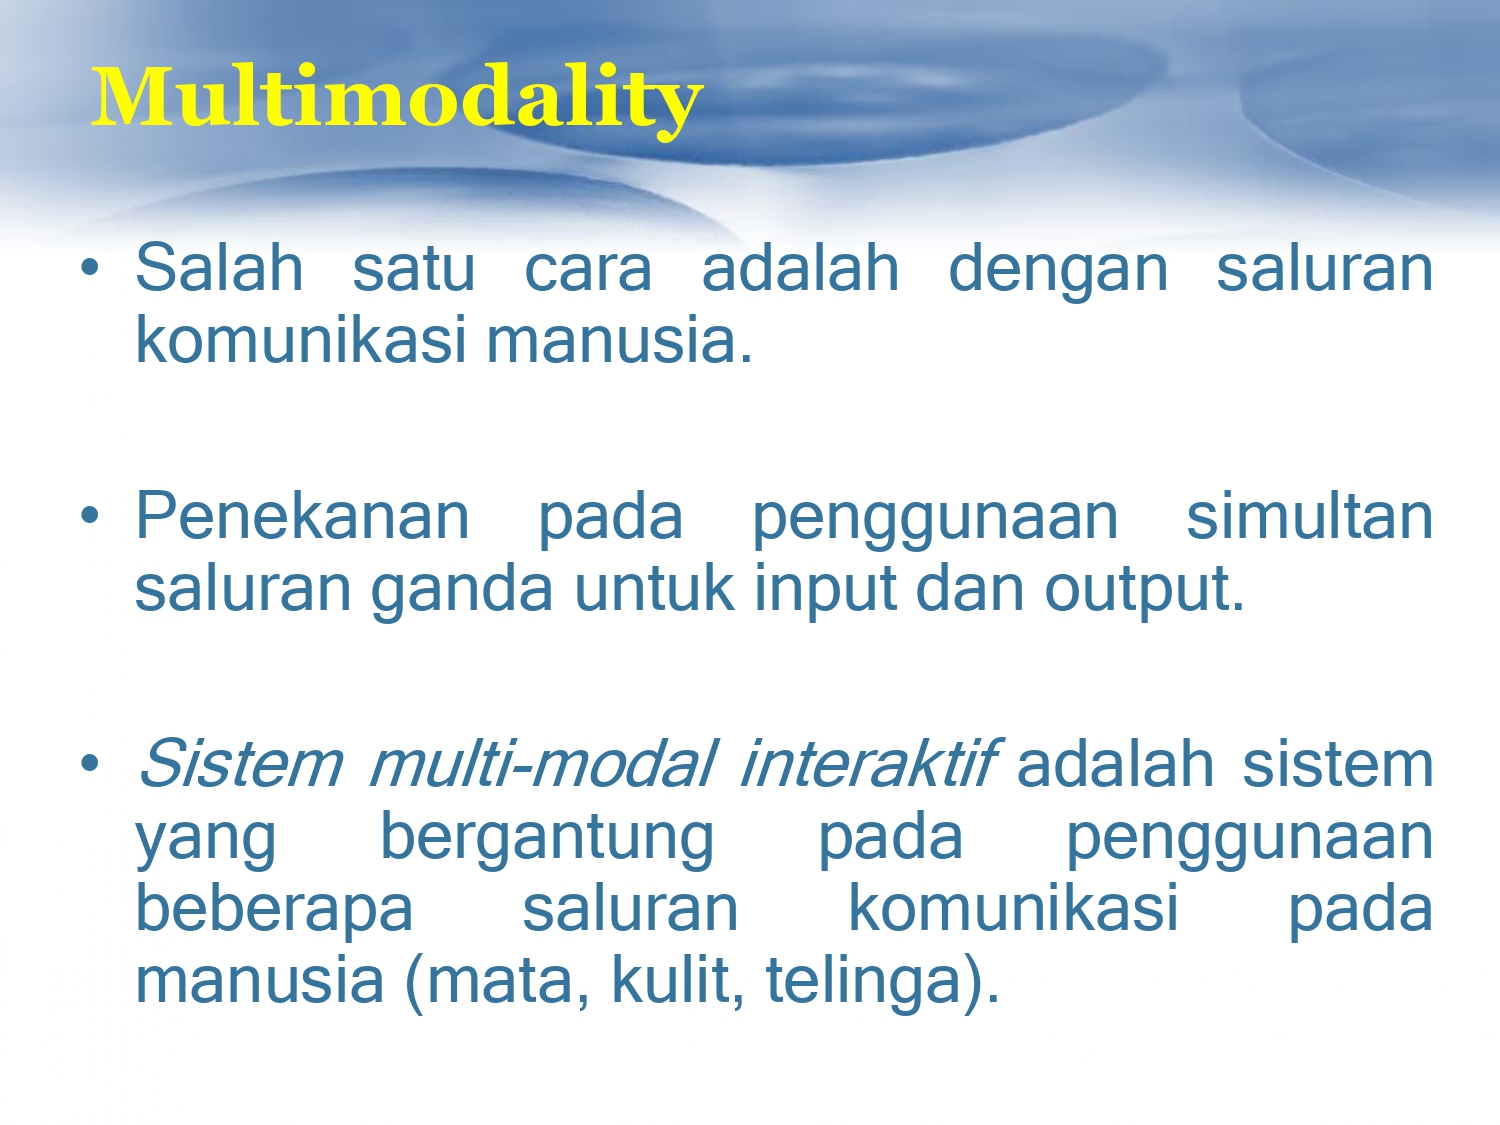 Multimodality
• Salah satu cara adalah dengan saluran
komunikasi manusia.
• Penekanan pada penggunaan simultan
saluran ganda untuk input dan output.
• Sistem multi-modal interaktif adalah sistem
yang bergantung pada penggunaan
beberapa saluran komunikasi pada
manusia (mata, kulit, telinga).